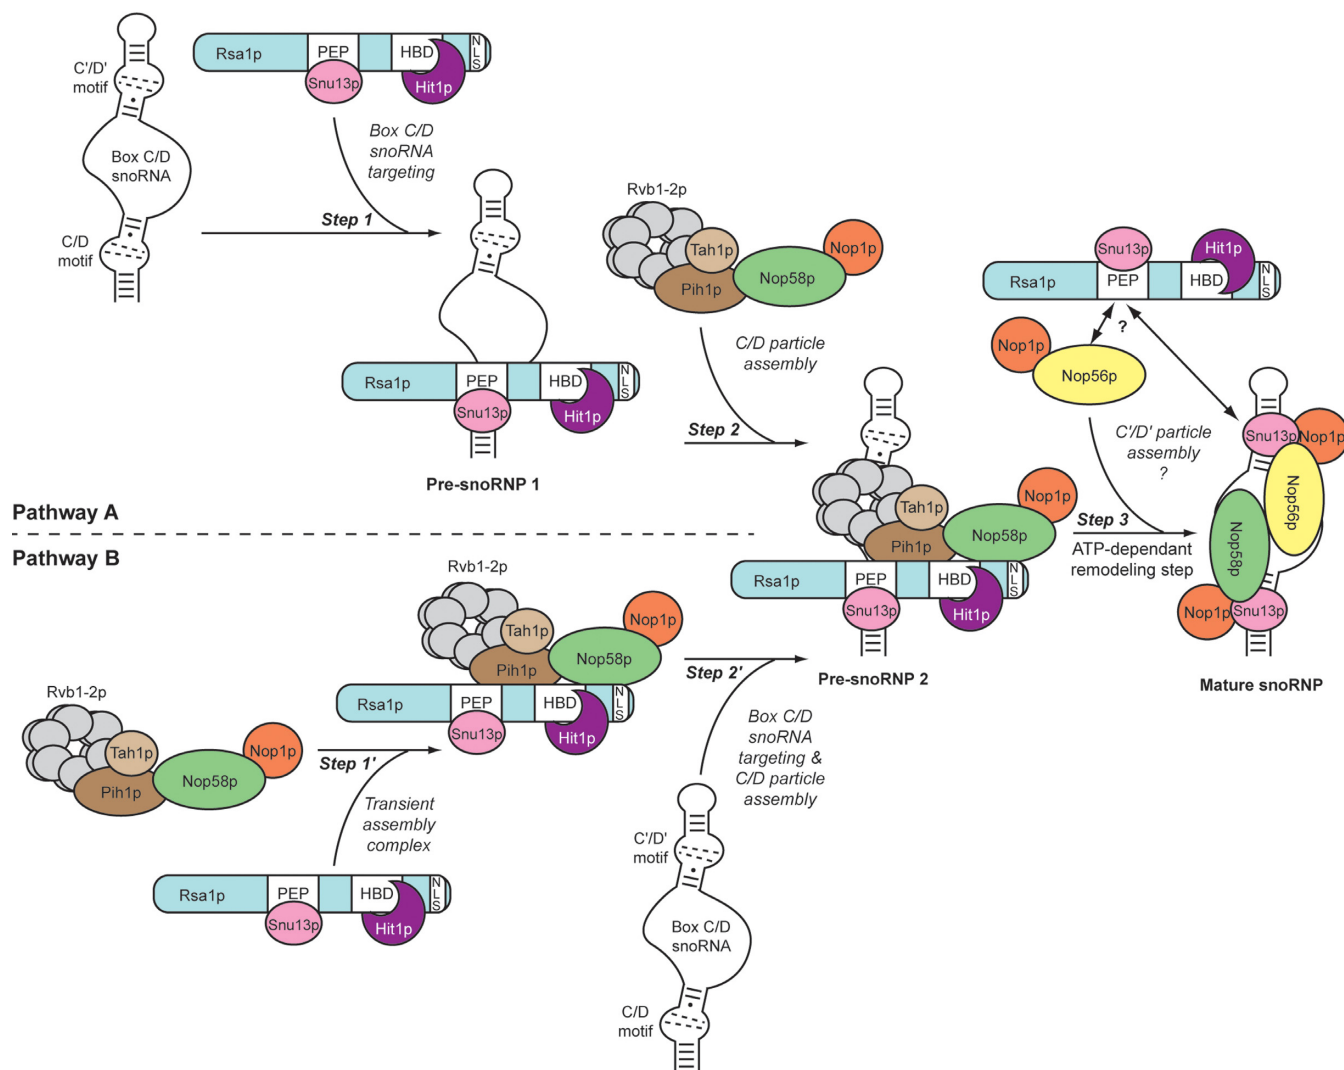 C'/D'
motif
Box C/D
snoRNA
C/D
motif
Rsa1p
PEP
HBD
NLS
Snu13p
Hit1p
Box C/D
snoRNA
targeting
Step 1
Rsa1p
PEP
HBD
NLS
Snu13p
Hit1p
Pre-snoRNP 1
Rvb1-2p
Tah1p
Nop1p
Pih1p
Nop58p
C/D particle
assembly
Step 2
Pathway A
Pathway B
Rvb1-2p
Tah1p
Pih1p
Nop58p
Nop1p
Step 1'
Transient
assembly
complex
Rsa1p
PEP
HBD
NLS
Snu13p
Hit1p
Rvb1-2p
Tah1p
Nop1p
Pih1p
Nop58p
Rsa1p
PEP
HBD
NLS
Snu13p
Hit1p
Step 2'
Box C/D
snoRNA
targeting &
C/D particle
assembly
C'/D'
motif
Box C/D
snoRNA
C/D
motif
Tah1p
Nop1p
Pih1p
Nop58p
Rsa1p
PEP
HBD
NLS
Snu13p
Hit1p
Pre-snoRNP 2
Snu13p
Hit1p
Rsa1p
PEP
HBD
NLS
?
Nop1p
Nop56p
C'/D' particle
assembly
?
Step 3
ATP-dependant
remodeling step
Snu13p
Nop1p
Nop56p
Nop58p
Nop1p
Snu13p
Mature snoRNP